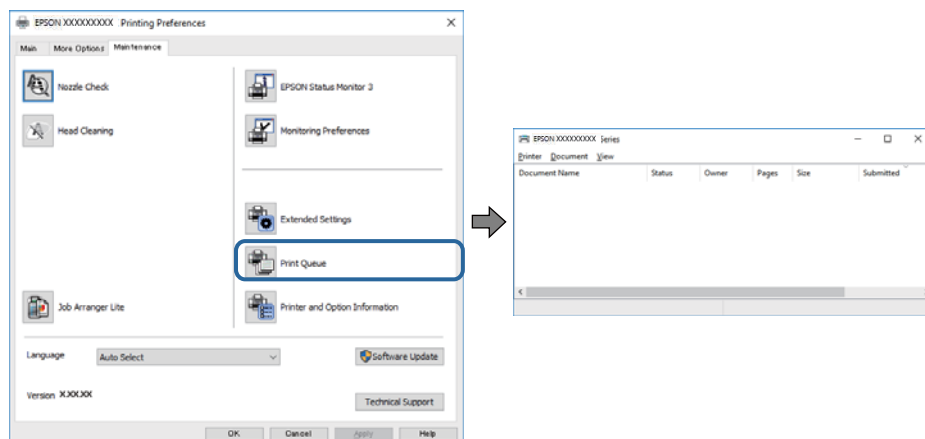 EPSON XXXXXXXXX Printing Preferences
Main More Options Maintenance
Nozzle Check
EPSON Status Monitor 3
Head Cleaning
Monitoring Preferences
Extended Settings
Print Queue
Job Arranger Lite
Printer and Option Information
Language Auto Select Software Update
Version X.XX.XX
Technical Support
OK Cancel Apply Help
EPSON XXXXXXXXX Series
Printer Document View
Document Name Status Owner Pages Size Submitted